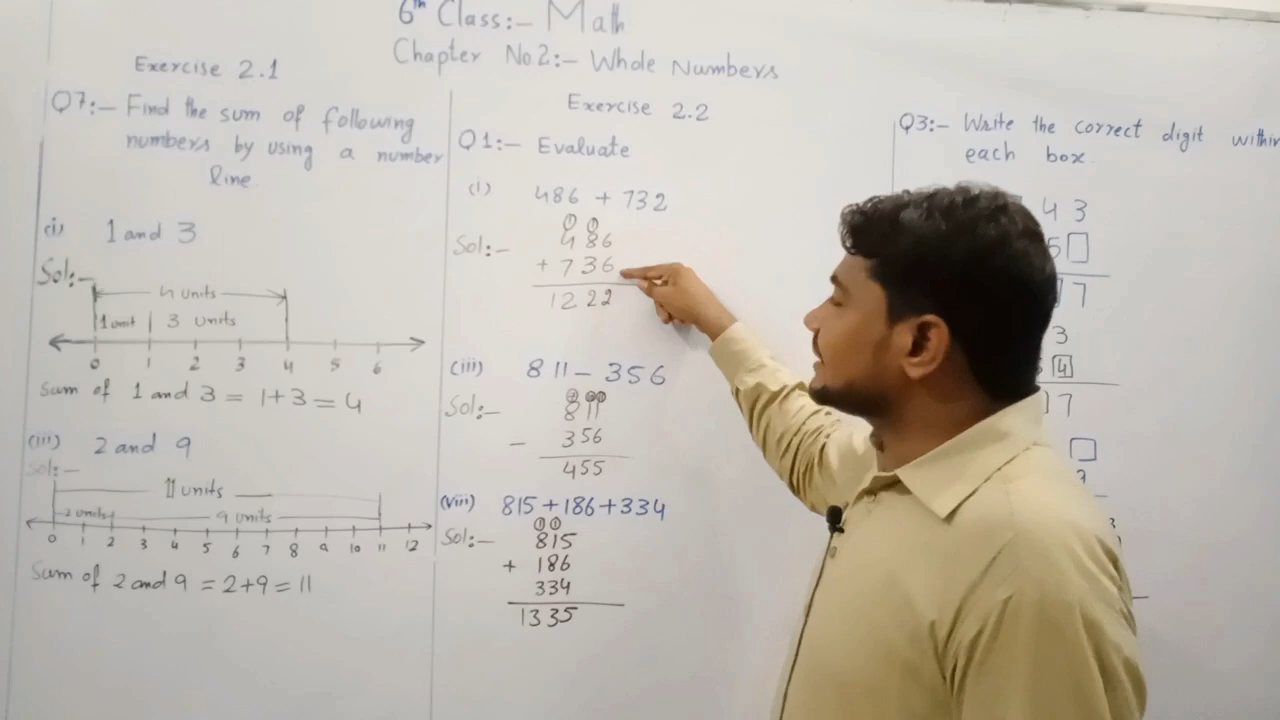 6th Class:- Math
Chapter No.2:- Whole Numbers
Exercise 2.1
Q7:- Find the sum of following
numbers by using a number
line.
(i) 1 and 3
Sol:-
4 units
1 unit 3 units
0 1 2 3 4 5 6
Sum of 1 and 3 = 1+3 = 4
(iii) 2 and 9
Sol:-
11 units
2 units 9 units
0 1 2 3 4 5 6 7 8 9 10 11 12
Sum of 2 and 9 = 2+9 = 11
Exercise 2.2
Q1:- Evaluate
(i) 486 + 732
Sol:-
486
+ 736
1222
(iii) 811 - 356
Sol:-
811
- 356
455
(viii) 815+186+334
1 1
Sol:- 815
+ 186
334
1335
Q3:- Write the correct digit within
each box.
4 3
5
7
3
4
17